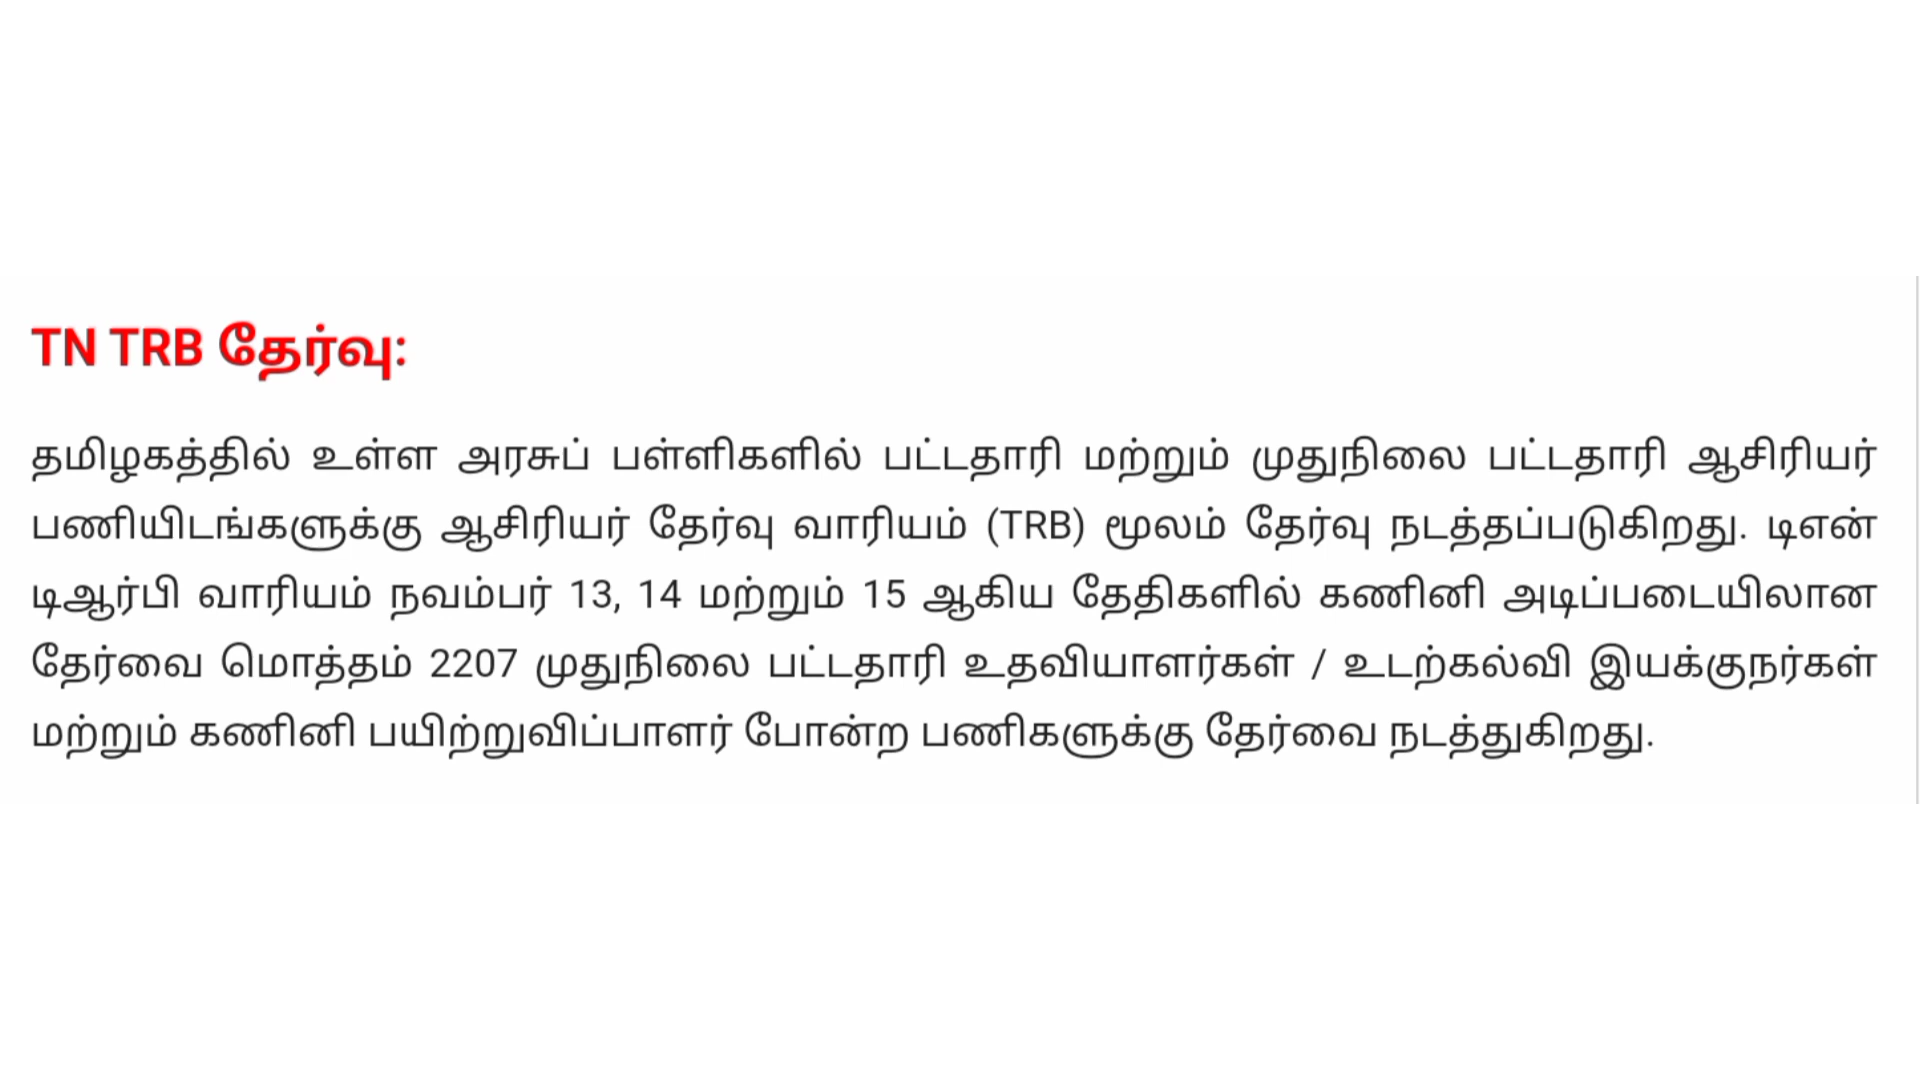 TN TRB தேர்வு:
தமிழகத்தில் உள்ள அரசுப் பள்ளிகளில் பட்டதாரி மற்றும் முதுநிலை பட்டதாரி ஆசிரியர்
பணியிடங்களுக்கு ஆசிரியர் தேர்வு வாரியம் (TRB) மூலம் தேர்வு நடத்தப்படுகிறது. டிஎன்
டிஆர்பி வாரியம் நவம்பர் 13, 14 மற்றும் 15 ஆகிய தேதிகளில் கணினி அடிப்படையிலான
தேர்வை மொத்தம் 2207 முதுநிலை பட்டதாரி உதவியாளர்கள் / உடற்கல்வி இயக்குநர்கள்
மற்றும் கணினி பயிற்றுவிப்பாளர் போன்ற பணிகளுக்கு தேர்வை நடத்துகிறது.